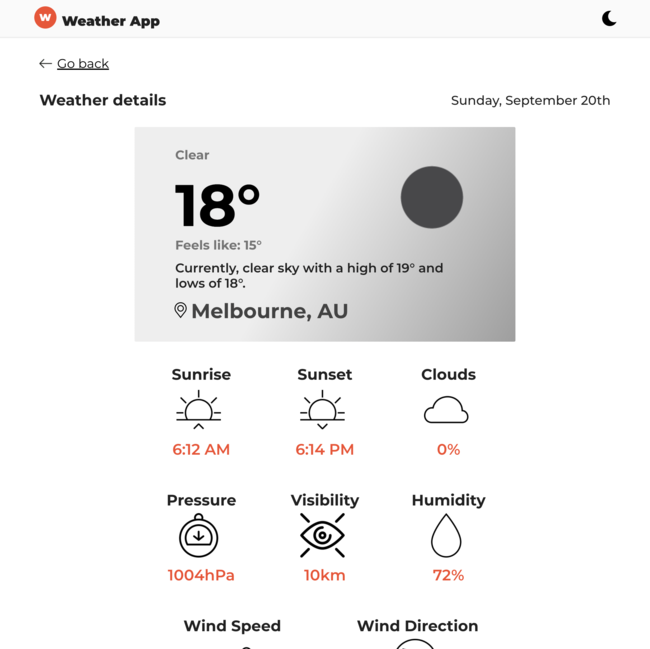 W Weather App
Go back
Weather details
Sunday, September 20th
Clear
18°
Feels like: 15°
Currently, clear sky with a high of 19° and
lows of 18°.
Melbourne, AU
Sunrise Sunset Clouds
6:12 AM 6:14 PM 0%
Pressure Visibility Humidity
1004hPa 10km 72%
Wind Speed Wind Direction